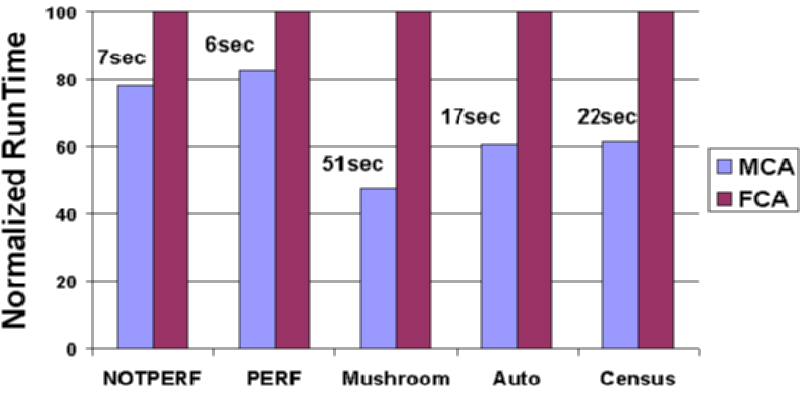 Normalized RunTime
100
80
60
40
20
0
7sec
6sec
51sec
17sec
22sec
NOTPERF PERF Mushroom Auto Census
MCA
FCA